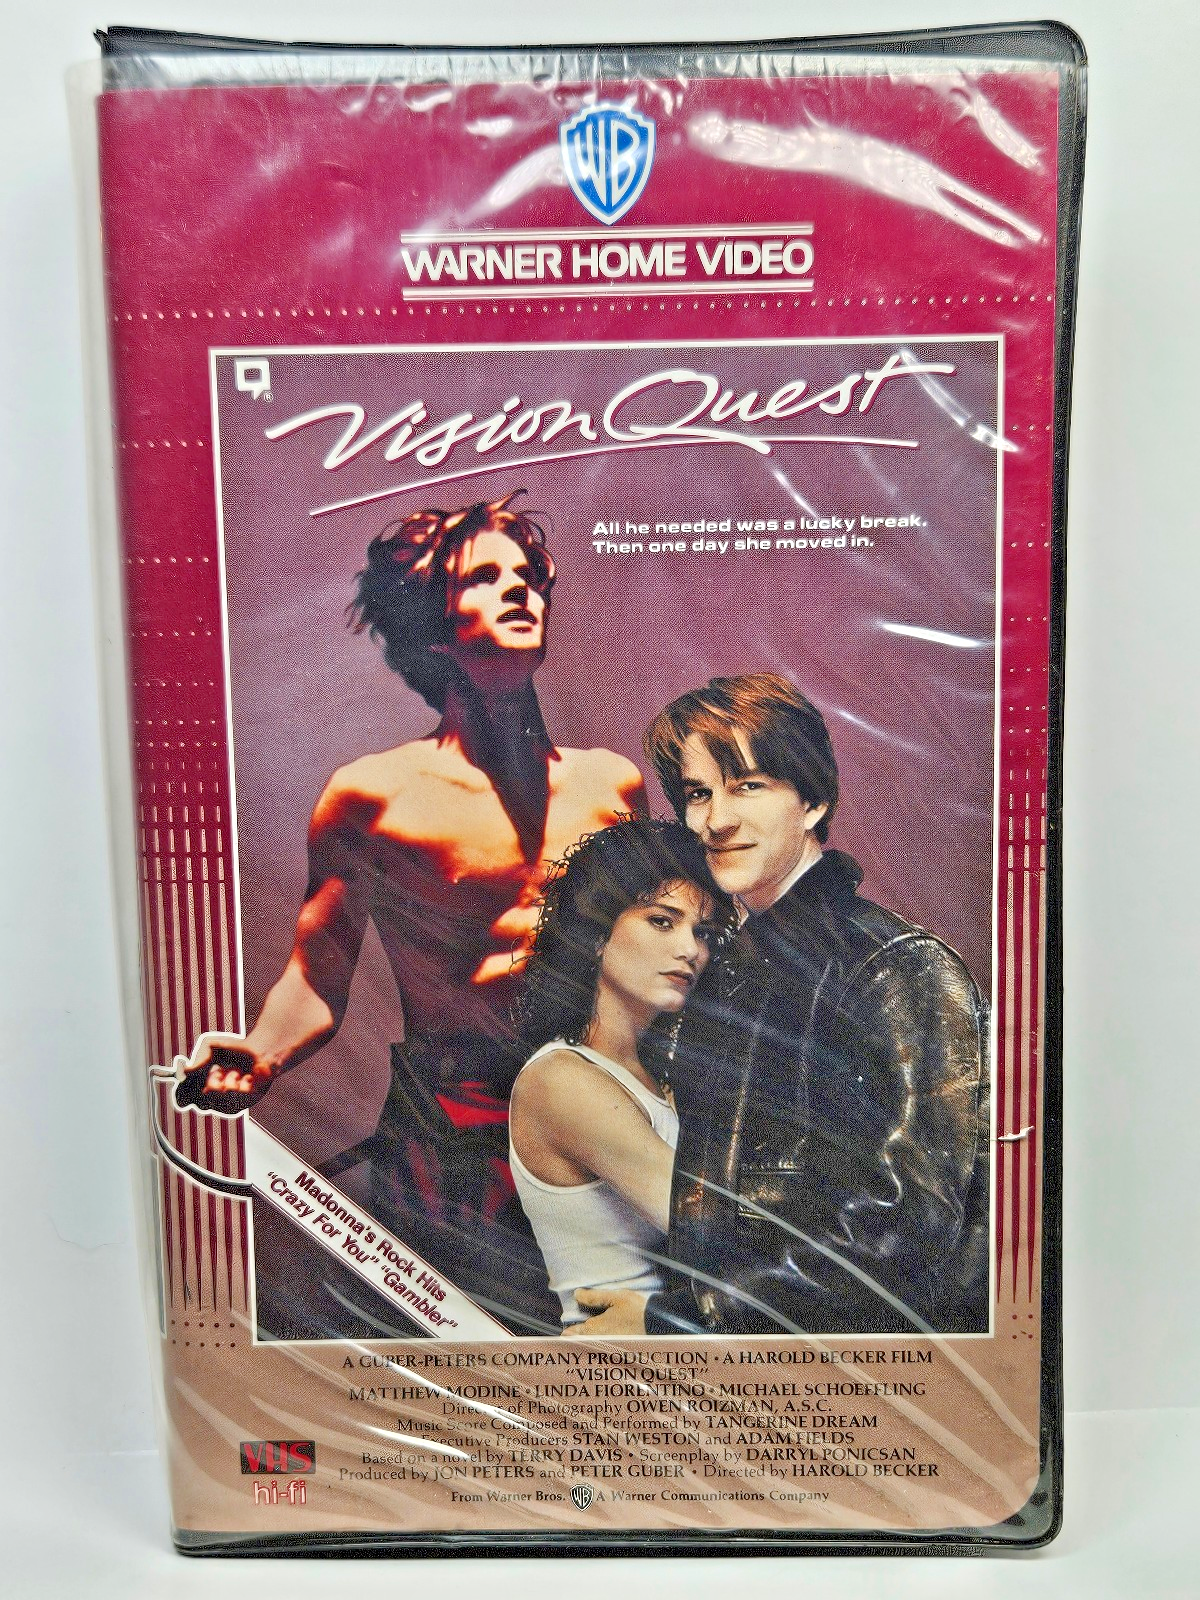 WB
WARNER HOME VIDEO
Vision Quest
All he needed was a lucky break.
Then one day she moved in.
Madonna's Rock Hits
"Crazy For You" "Gambler"
A GUBER-PETERS COMPANY PRODUCTION • A HAROLD BECKER FILM
"VISION QUEST"
MATTHEW MODINE • LINDA FIORENTINO • MICHAEL SCHOEFFLING
Director of Photography OWEN ROIZMAN, A.S.C.
Music Score Composed and Performed by TANGERINE DREAM
Executive Producers STAN WESTON and ADAM FIELDS
Based on a novel by TERRY DAVIS • Screenplay by DARRYL PONICSAN
Produced by JON PETERS and PETER GUBER • Directed by HAROLD BECKER
From Warner Bros. WB A Warner Communications Company
VHS
hi-fi